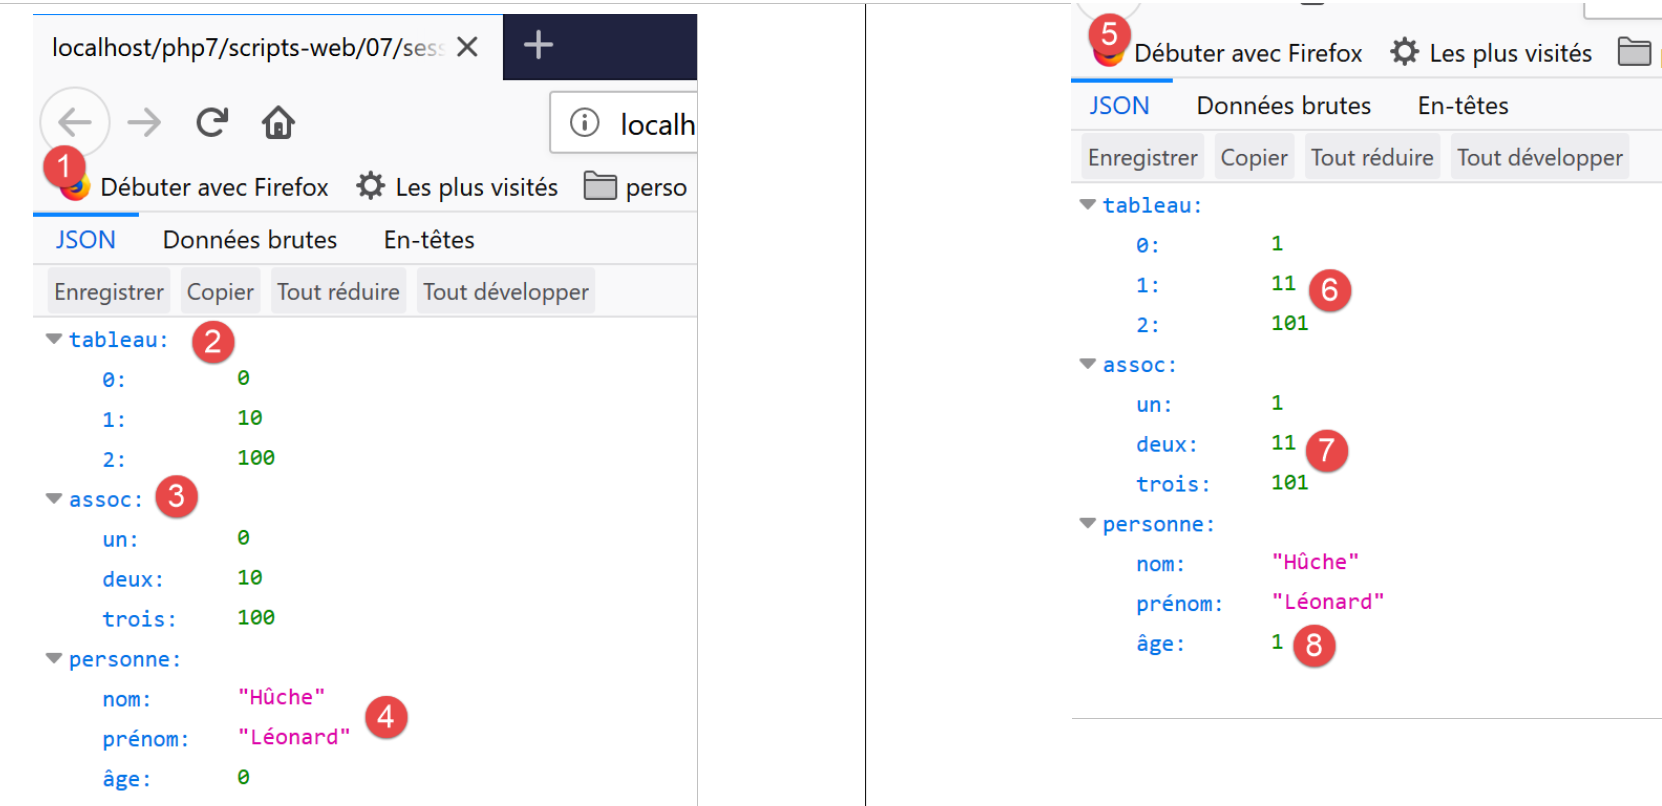 localhost/php7/scripts-web/07/ses
localh
1
Débuter avec Firefox Les plus visités perso
JSON Données brutes En-têtes
Enregistrer Copier Tout réduire Tout développer
tableau: 2
0: 0
1: 10
2: 100
assoc: 3
un: 0
deux: 10
trois: 100
personne:
nom: "Hûche"
4
prénom: "Léonard"
âge: 0
5
Débuter avec Firefox Les plus visités
JSON Données brutes En-têtes
Enregistrer Copier Tout réduire Tout développer
tableau:
0: 1
1: 11 6
2: 101
assoc:
un: 1
deux: 11 7
trois: 101
personne:
nom: "Hûche"
prénom: "Léonard"
âge: 1 8